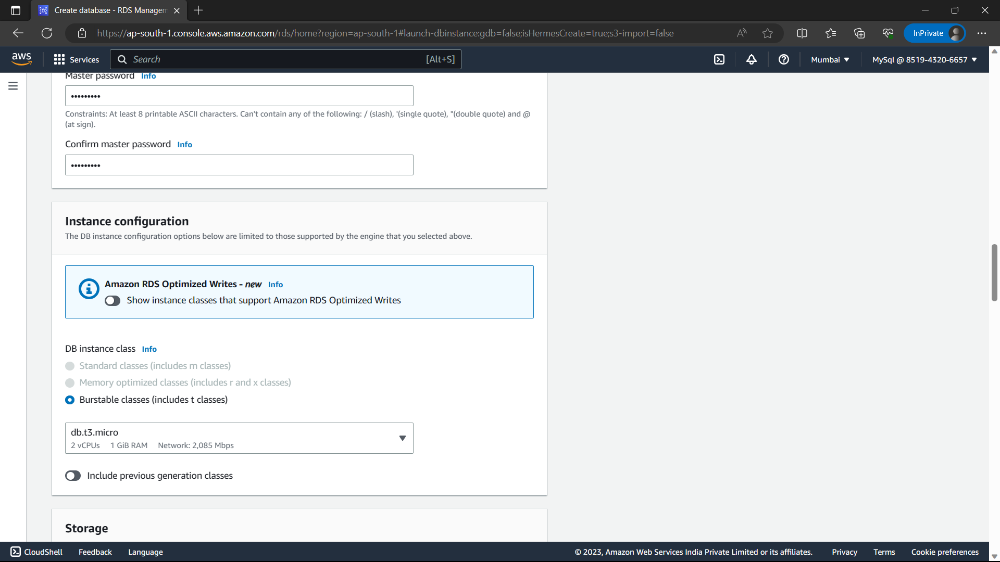 Create database - RDS Managem
https://ap-south-1.console.aws.amazon.com/rds/home?region=ap-south-1#launch-dbinstance:gdb=false;isHermesCreate=true;s3-import=false
InPrivate
aws
Services
Search
[Alt+S]
Mumbai
MySql @ 8519-4320-6657
Master password Info
•••••••••
Constraints: At least 8 printable ASCII characters. Can't contain any of the following: / (slash), '(single quote), "(double quote) and @
(at sign).
Confirm master password Info
•••••••••
Instance configuration
The DB instance configuration options below are limited to those supported by the engine that you selected above.
Amazon RDS Optimized Writes - new Info
Show instance classes that support Amazon RDS Optimized Writes
DB instance class Info
Standard classes (includes m classes)
Memory optimized classes (includes r and x classes)
Burstable classes (includes t classes)
db.t3.micro
2 vCPUs 1 GiB RAM Network: 2,085 Mbps
Include previous generation classes
Storage
CloudShell Feedback Language © 2023, Amazon Web Services India Private Limited or its affiliates. Privacy Terms Cookie preferences